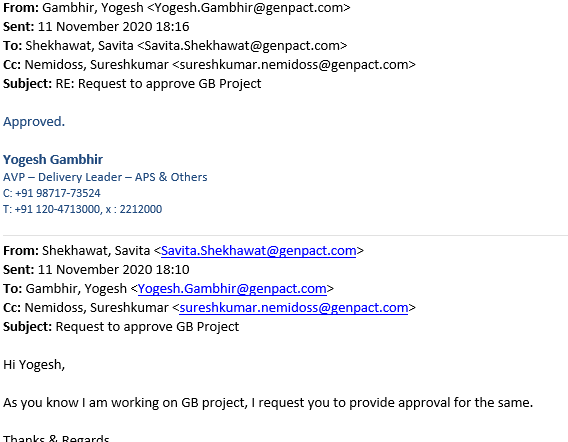 From: Gambhir, Yogesh <Yogesh.Gambhir@genpact.com>
Sent: 11 November 2020 18:16
To: Shekhawat, Savita <Savita.Shekhawat@genpact.com>
Cc: Nemidoss, Sureshkumar <sureshkumar.nemidoss@genpact.com>
Subject: RE: Request to approve GB Project
Approved.
Yogesh Gambhir
AVP – Delivery Leader – APS & Others
C: +91 98717-73524
T: +91 120-4713000, x : 2212000
From: Shekhawat, Savita <Savita.Shekhawat@genpact.com>
Sent: 11 November 2020 18:10
To: Gambhir, Yogesh <Yogesh.Gambhir@genpact.com>
Cc: Nemidoss, Sureshkumar <sureshkumar.nemidoss@genpact.com>
Subject: Request to approve GB Project
Hi Yogesh,
As you know I am working on GB project, I request you to provide approval for the same.
Thanks & Regards